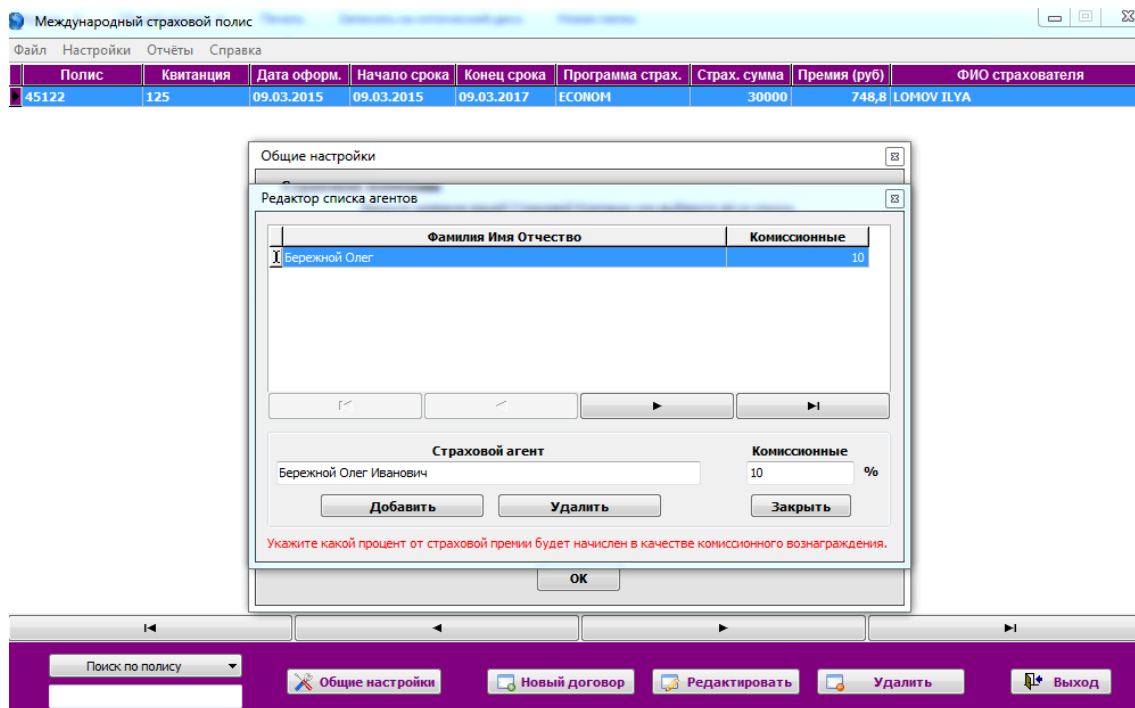 Международный страховой полис
Файл Настройки Отчёты Справка
Полис Квитанция Дата оформ. Начало срока Конец срока Программа страх. Страх. сумма Премия (руб) ФИО страхователя
45122 125 09.03.2015 09.03.2015 09.03.2017 ECONOM 30000 748,8 LOMOV ILYA
Общие настройки
Редактор списка агентов
Фамилия Имя Отчество Комиссионные
Бережной Олег 10
Страховой агент Комиссионные
Бережной Олег Иванович 10 %
Добавить Удалить Закрыть
Укажите какой процент от страховой премии будет начислен в качестве комиссионного вознаграждения.
OK
Поиск по полису
Общие настройки Новый договор Редактировать Удалить Выход